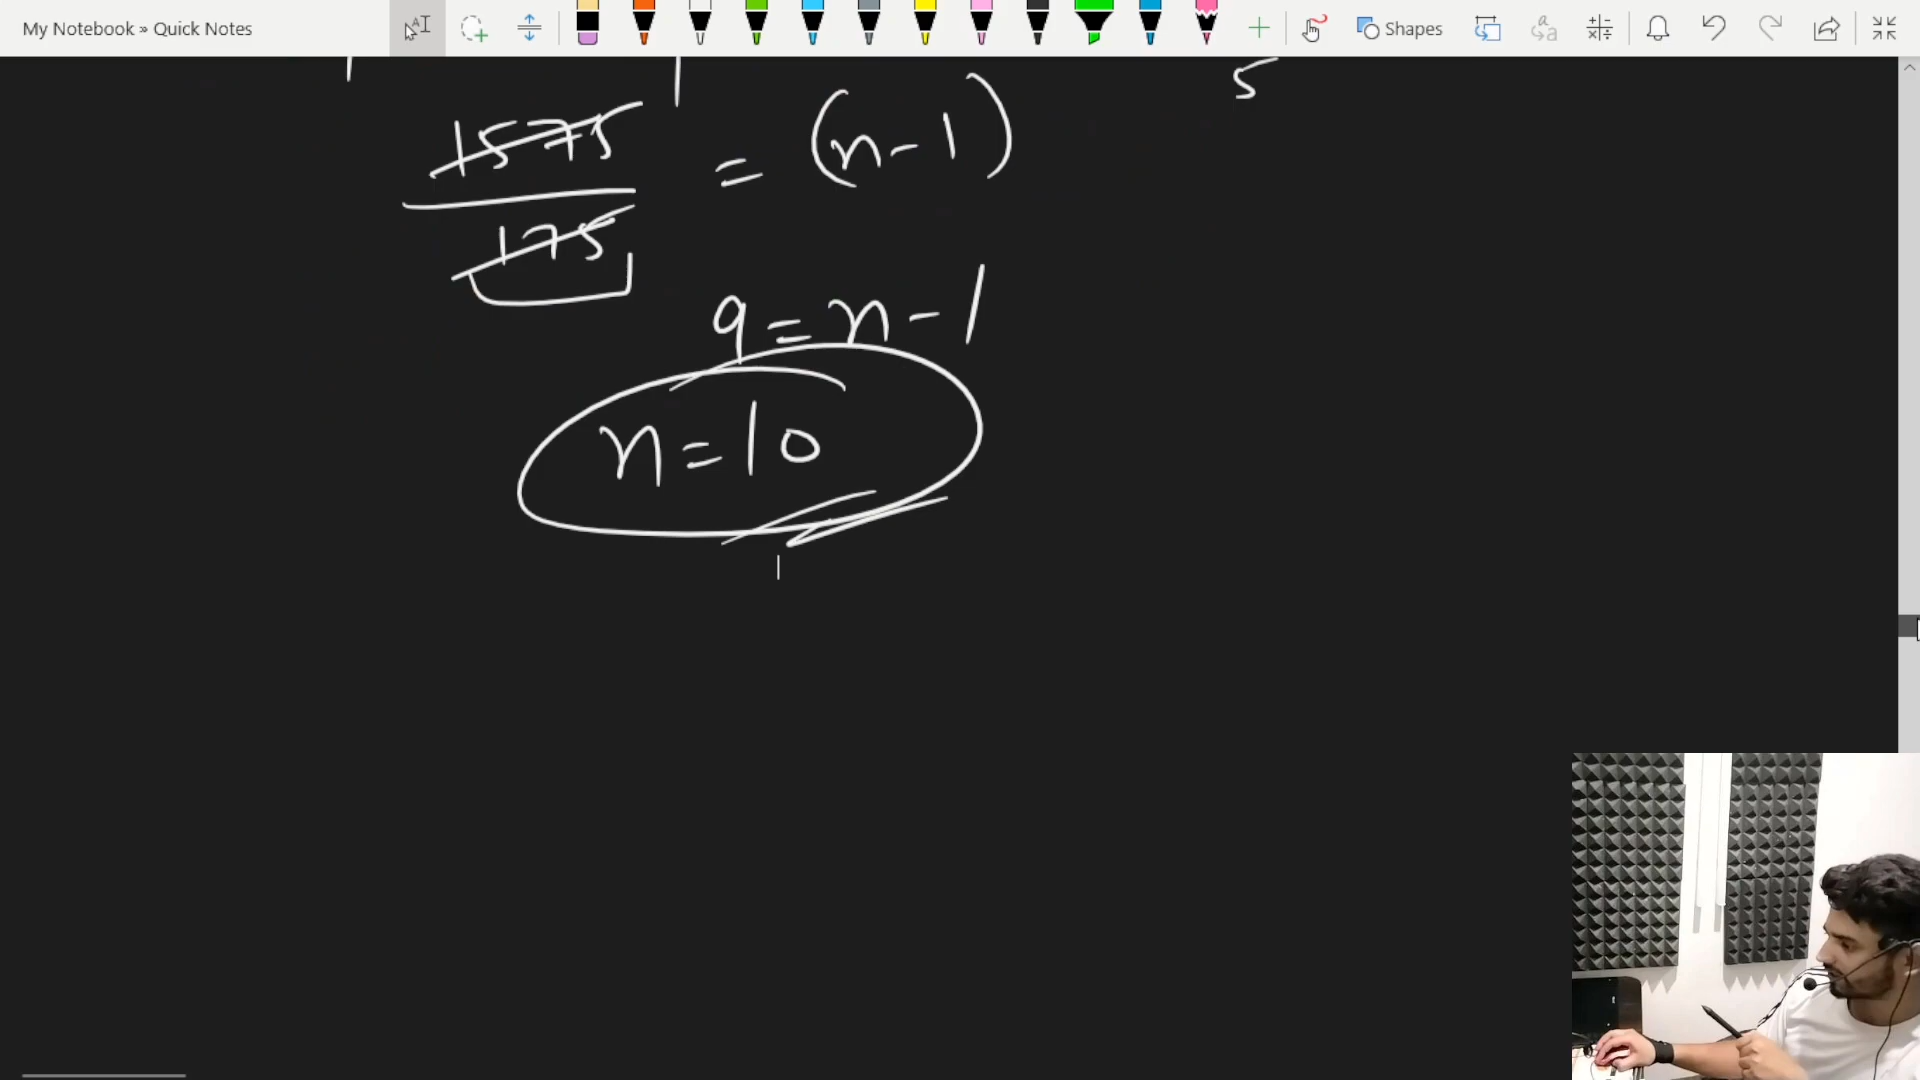 My Notebook » Quick Notes
Shapes
5
1575
175
= (n-1)
9 = n - 1
n = 10